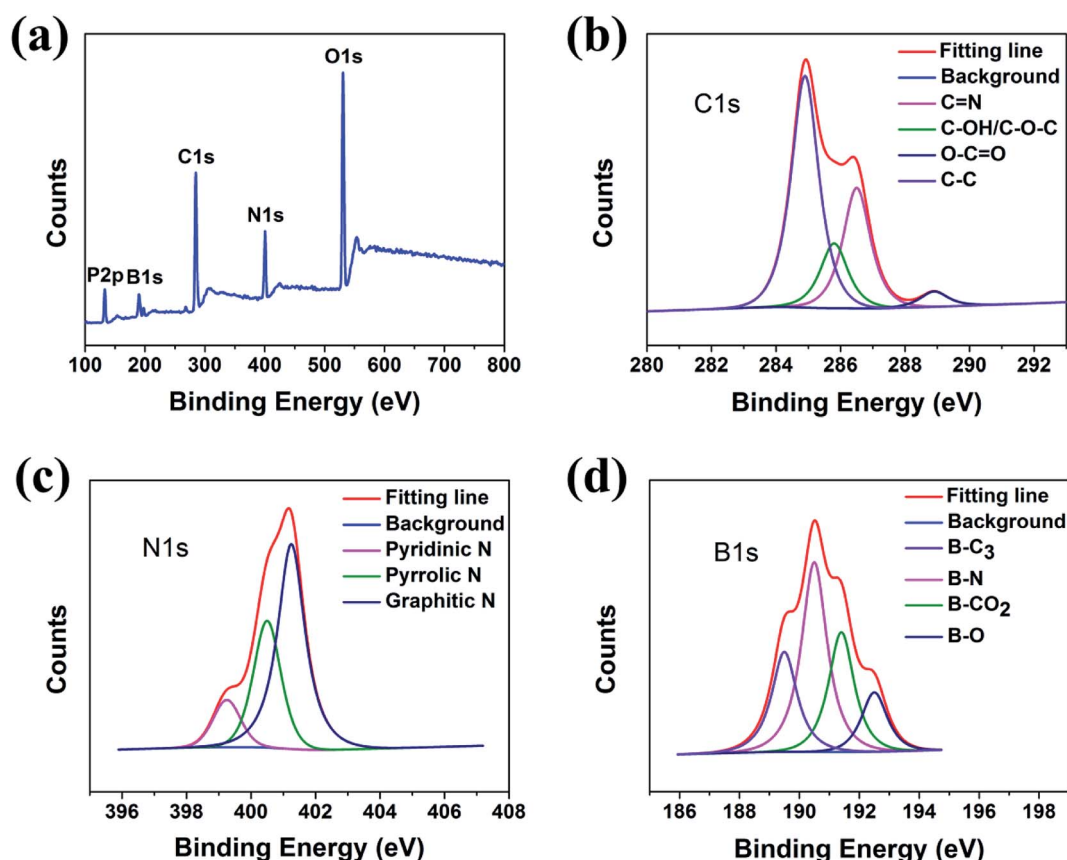 (a)
O1s
C1s
N1s
P2p
B1s
Counts
100 200 300 400 500 600 700 800
Binding Energy (eV)
(b)
C1s
Fitting line
Background
C=N
C-OH/C-O-C
O-C=O
C-C
Counts
280 282 284 286 288 290 292
Binding Energy (eV)
(c)
N1s
Fitting line
Background
Pyridinic N
Pyrrolic N
Graphitic N
Counts
396 398 400 402 404 406 408
Binding Energy (eV)
(d)
B1s
Fitting line
Background
B-C3
B-N
B-CO2
B-O
Counts
186 188 190 192 194 196 198
Binding Energy (eV)